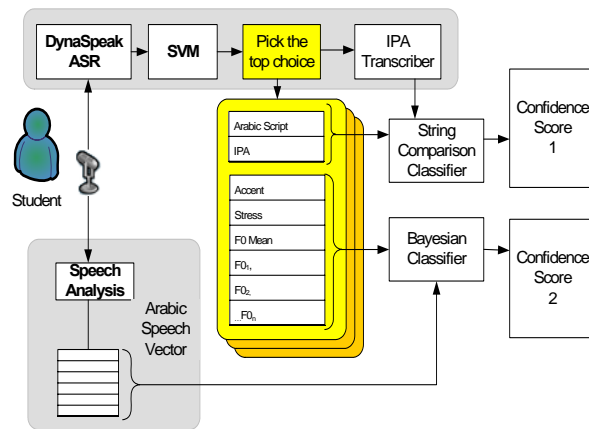 DynaSpeak
ASR
SVM
Pick the
top choice
IPA
Transcriber
Arabic Script
IPA
String
Comparison
Classifier
Confidence
Score
1
Student
Accent
Stress
F0 Mean
F0₁,
F0₂,
...F0ₙ
Bayesian
Classifier
Confidence
Score
2
Speech
Analysis
Arabic
Speech
Vector